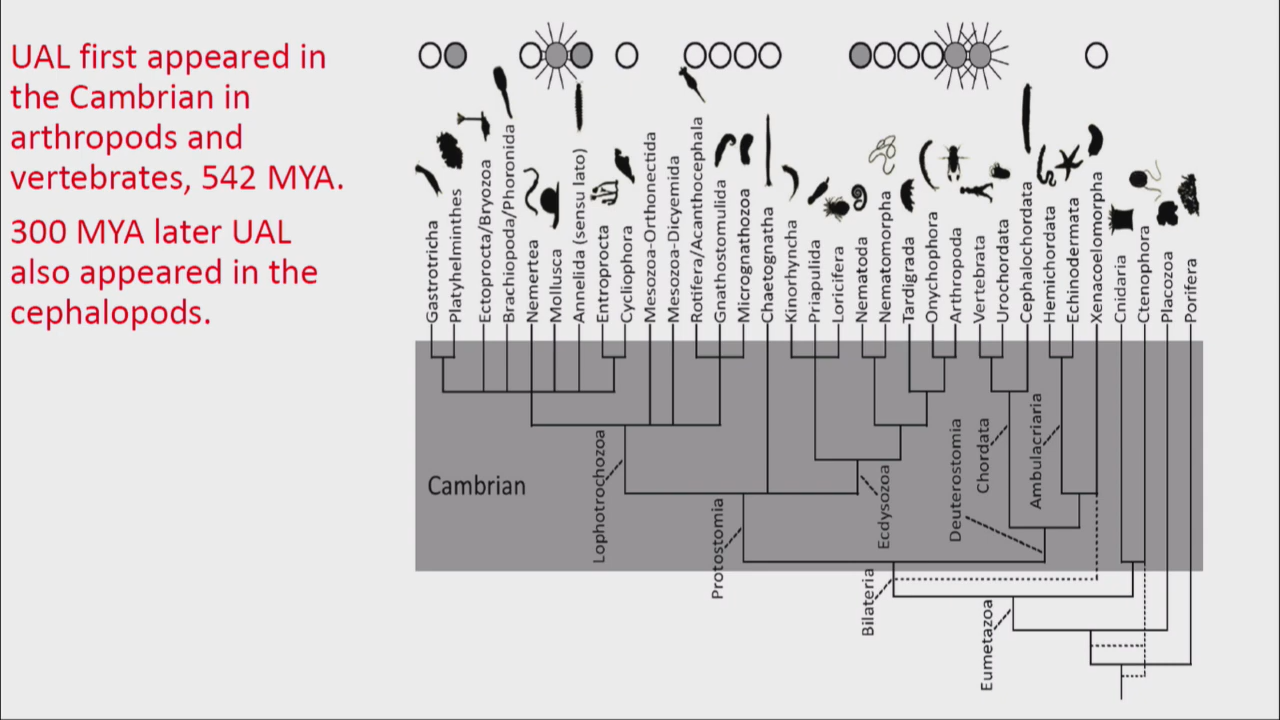 UAL first appeared in
the Cambrian in
arthropods and
vertebrates, 542 MYA.
300 MYA later UAL
also appeared in the
cephalopods.
Gastrotricha
Platyhelminthes
Ectoprocta/Bryozoa
Brachiopoda/Phoronida
Nemertea
Mollusca
Annelida (sensu lato)
Entroprocta
Cycliophora
Mesozoa-Orthonectida
Mesozoa-Dicyemida
Rotifera/Acanthocephala
Gnathostomulida
Micrognathozoa
Chaetognatha
Kinorhyncha
Priapulida
Loricifera
Nematoda
Nematomorpha
Tardigrada
Onychophora
Arthropoda
Vertebrata
Urochordata
Cephalochordata
Hemichordata
Echinodermata
Xenacoelomorpha
Cnidaria
Ctenophora
Placozoa
Porifera
Cambrian
Lophotrochozoa
Protostomia
Ecdysozoa
Deuterostomia
Chordata
Ambulacriaria
Bilateria
Eumetazoa